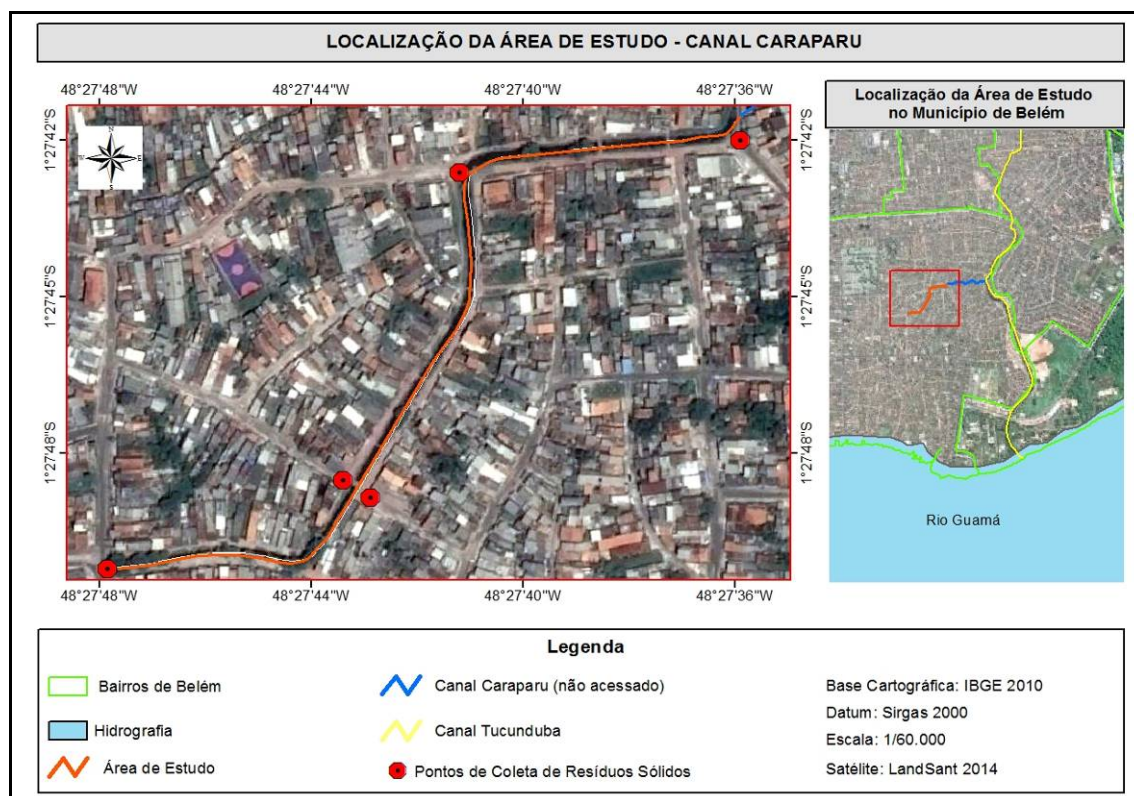 LOCALIZAÇÃO DA ÁREA DE ESTUDO - CANAL CARAPARU
48°27'48"W 48°27'44"W 48°27'40"W 48°27'36"W
Localização da Área de Estudo
no Município de Belém
1°27'42"S 1°27'42"S
N
W E
S
1°27'45"S 1°27'45"S
1°27'48"S 1°27'48"S
Rio Guamá
48°27'48"W 48°27'44"W 48°27'40"W 48°27'36"W
Legenda
Bairros de Belém
Hidrografia
Área de Estudo
Canal Caraparu (não acessado)
Canal Tucunduba
Pontos de Coleta de Resíduos Sólidos
Base Cartográfica: IBGE 2010
Datum: Sirgas 2000
Escala: 1/60.000
Satélite: LandSant 2014